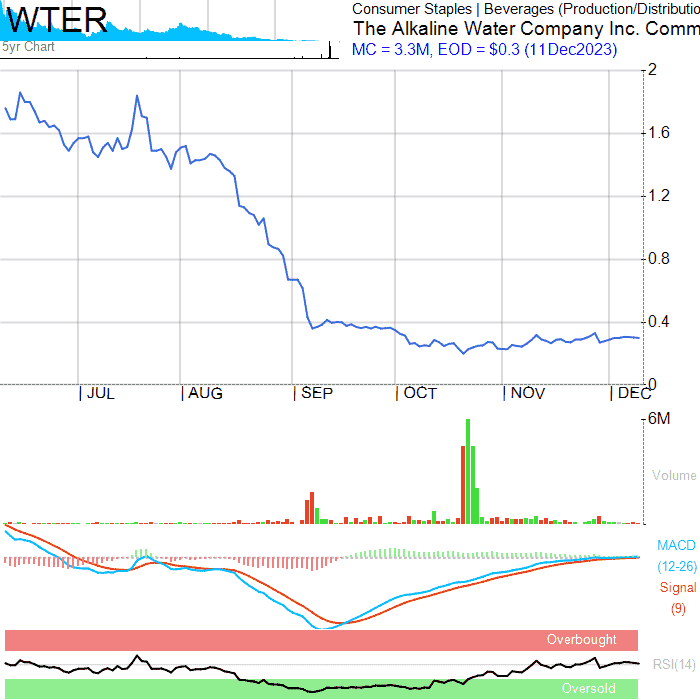 WTER
5yr Chart
Consumer Staples | Beverages (Production/Distributio
The Alkaline Water Company Inc. Comm
MC = 3.3M, EOD = $0.3 (11Dec2023)
2
1.6
1.2
0.8
0.4
0
| JUL | AUG | SEP | OCT | NOV | DEC
6M
Volume
MACD
(12-26)
Signal
(9)
Overbought
RSI(14)
Oversold